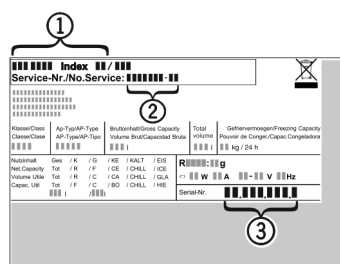 1
Index /
Service-Nr./No.Service: -
2
Klasse/Class Ap-Typ/AP-Type Bruttoinhalt/Gross Capacity Total Gefriervermoegen/Freezing Capacity
Classe/Clase AP-Type/AP-Tipo Volume Brut/Capacidad Bruta volume Pouvoir de Congel./Capac.Congeladora
l l kg / 24 h
Nutzinhalt Ges / K / G / KE / KALT / EIS R : g
Net Capacity Tot / R / F / CE / CHILL / ICE
Volume Utile Tot / R / C / CA / CHILL / GLA W A - V Hz
Capac. Util Tot / F / C / BO / CHILL / HIE
l / l Serial-Nr. . . .
3